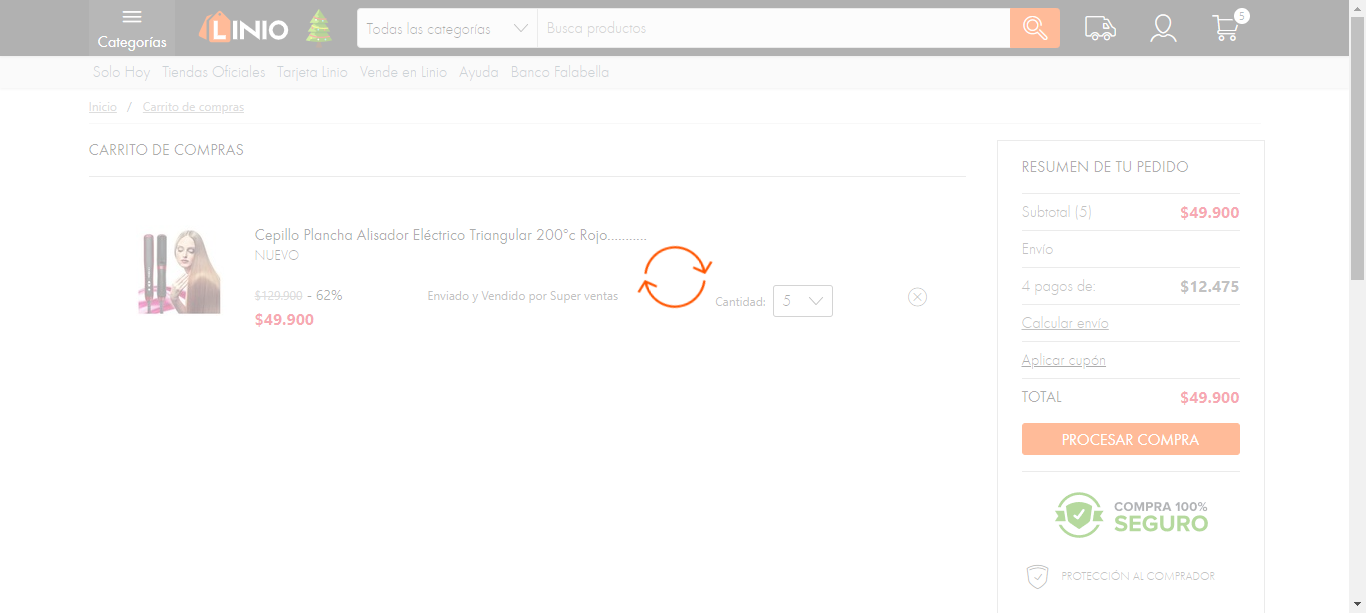 Categorías
LINIO
Todas las categorías
Busca productos
5
Solo Hoy Tiendas Oficiales Tarjeta Linio Vende en Linio Ayuda Banco Falabella
Inicio / Carrito de compras
CARRITO DE COMPRAS
Cepillo Plancha Alisador Eléctrico Triangular 200°c Rojo...........
NUEVO
$129.900 - 62%
$49.900
Enviado y Vendido por Super ventas
Cantidad: 5
RESUMEN DE TU PEDIDO
Subtotal (5) $49.900
Envío
4 pagos de: $12.475
Calcular envío
Aplicar cupón
TOTAL $49.900
PROCESAR COMPRA
COMPRA 100%
SEGURO
PROTECCIÓN AL COMPRADOR